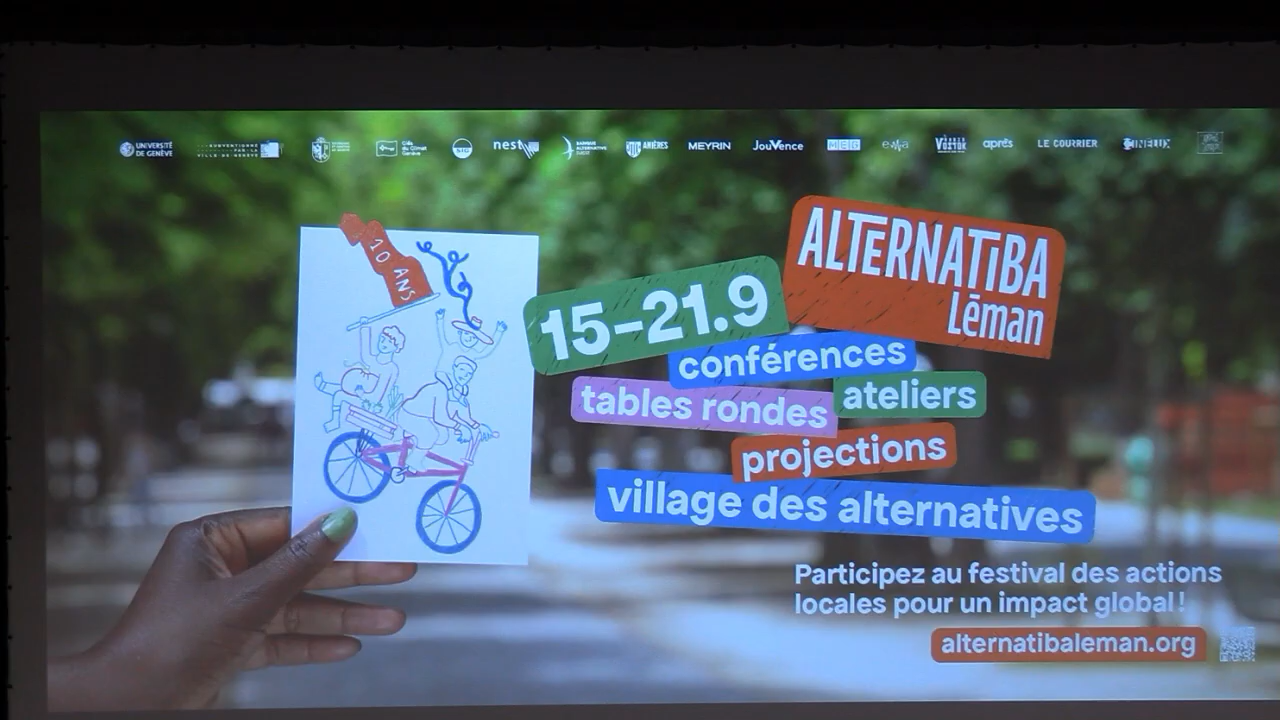 UNIVERSITÉ
DE GENÈVE
nest
ANIÈRES
MEYRIN
JouVence
après
LE COURRIER
10 ANS
ALTERNATIBA
Léman
15-21.9
conférences
tables rondes
ateliers
projections
village des alternatives
Participez au festival des actions
locales pour un impact global !
alternatibaleman.org